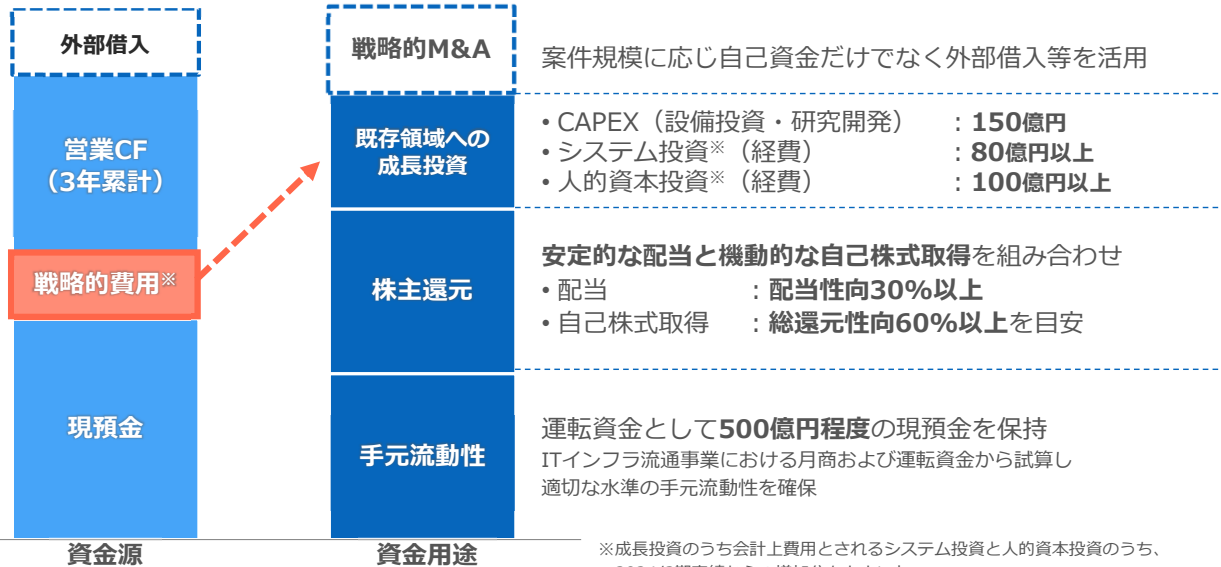 外部借入
営業CF
（3年累計）
戦略的費用※
現預金
資金源
戦略的M&A
既存領域への
成長投資
株主還元
手元流動性
資金用途
案件規模に応じ自己資金だけでなく外部借入等を活用
• CAPEX（設備投資・研究開発）　：150億円
• システム投資※（経費）　：80億円以上
• 人的資本投資※（経費）　：100億円以上
安定的な配当と機動的な自己株式取得を組み合わせ
• 配当　：配当性向30%以上
• 自己株式取得　：総還元性向60%以上を目安
運転資金として500億円程度の現預金を保持
ITインフラ流通事業における月商および運転資金から試算し
適切な水準の手元流動性を確保
※成長投資のうち会計上費用とされるシステム投資と人的資本投資のうち、